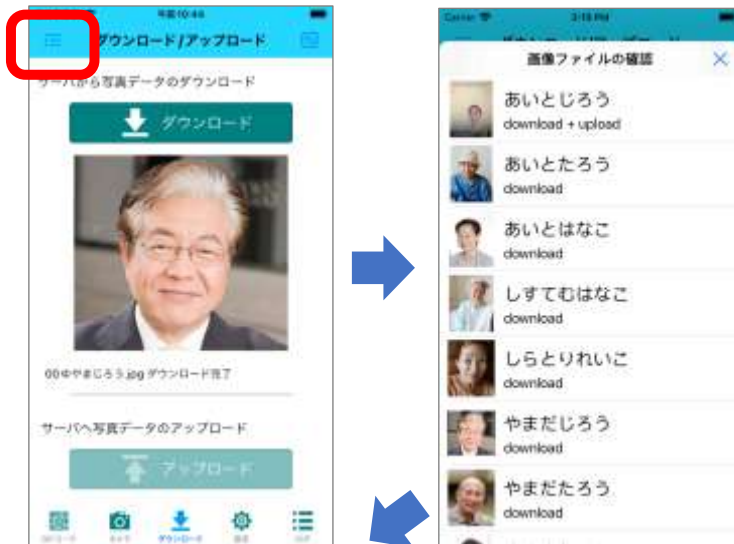 午前10:46
ダウンロード/アップロード
サーバから写真データのダウンロード
ダウンロード
ゆやまじろう.jpg ダウンロード完了
サーバへ写真データのアップロード
アップロード
カメラ
ダウンロード
設定
Carrier
3:18 PM
画像ファイルの確認
あいとじろう
download + upload
あいとたろう
download
あいとはなこ
download
しすてむはなこ
download
しらとりれいこ
download
やまだじろう
download
やまだたろう
download